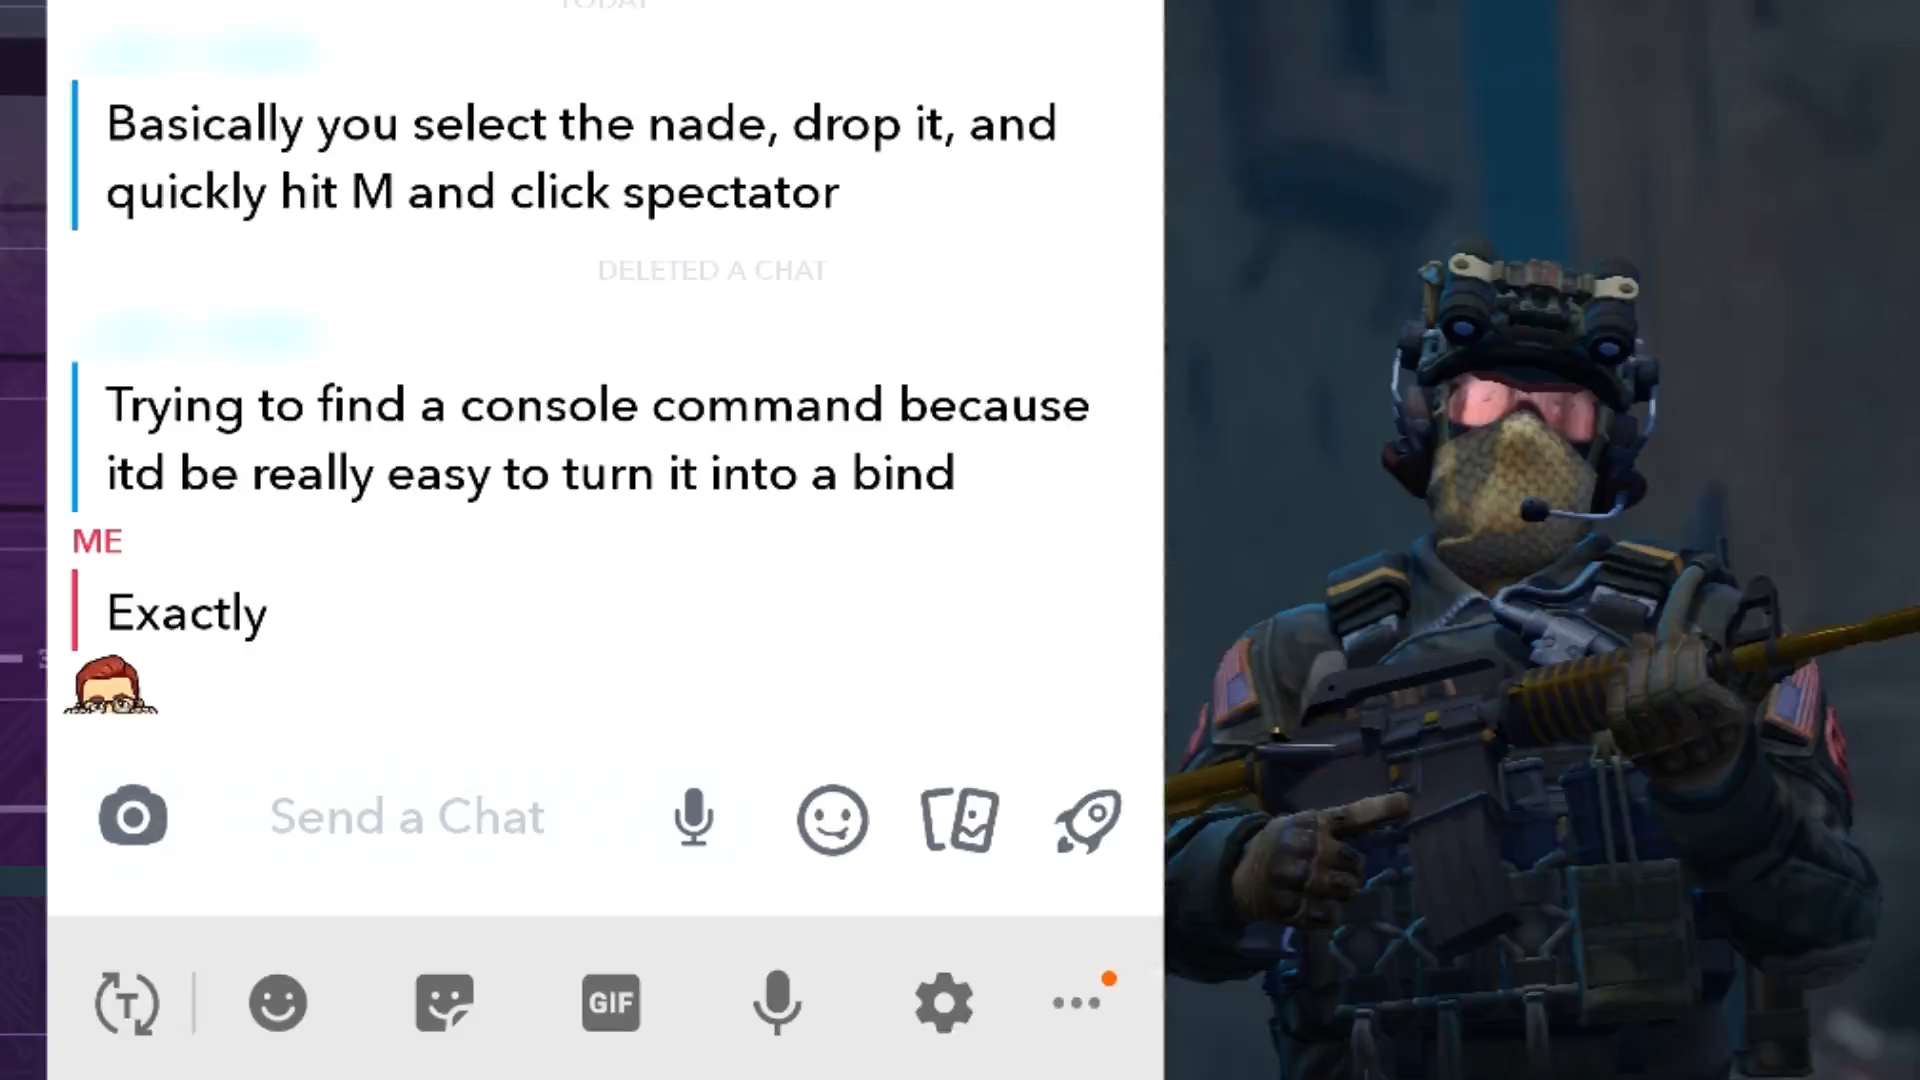 TODAY
Basically you select the nade, drop it, and
quickly hit M and click spectator
DELETED A CHAT
Trying to find a console command because
itd be really easy to turn it into a bind
ME
Exactly
Send a Chat
T
GIF